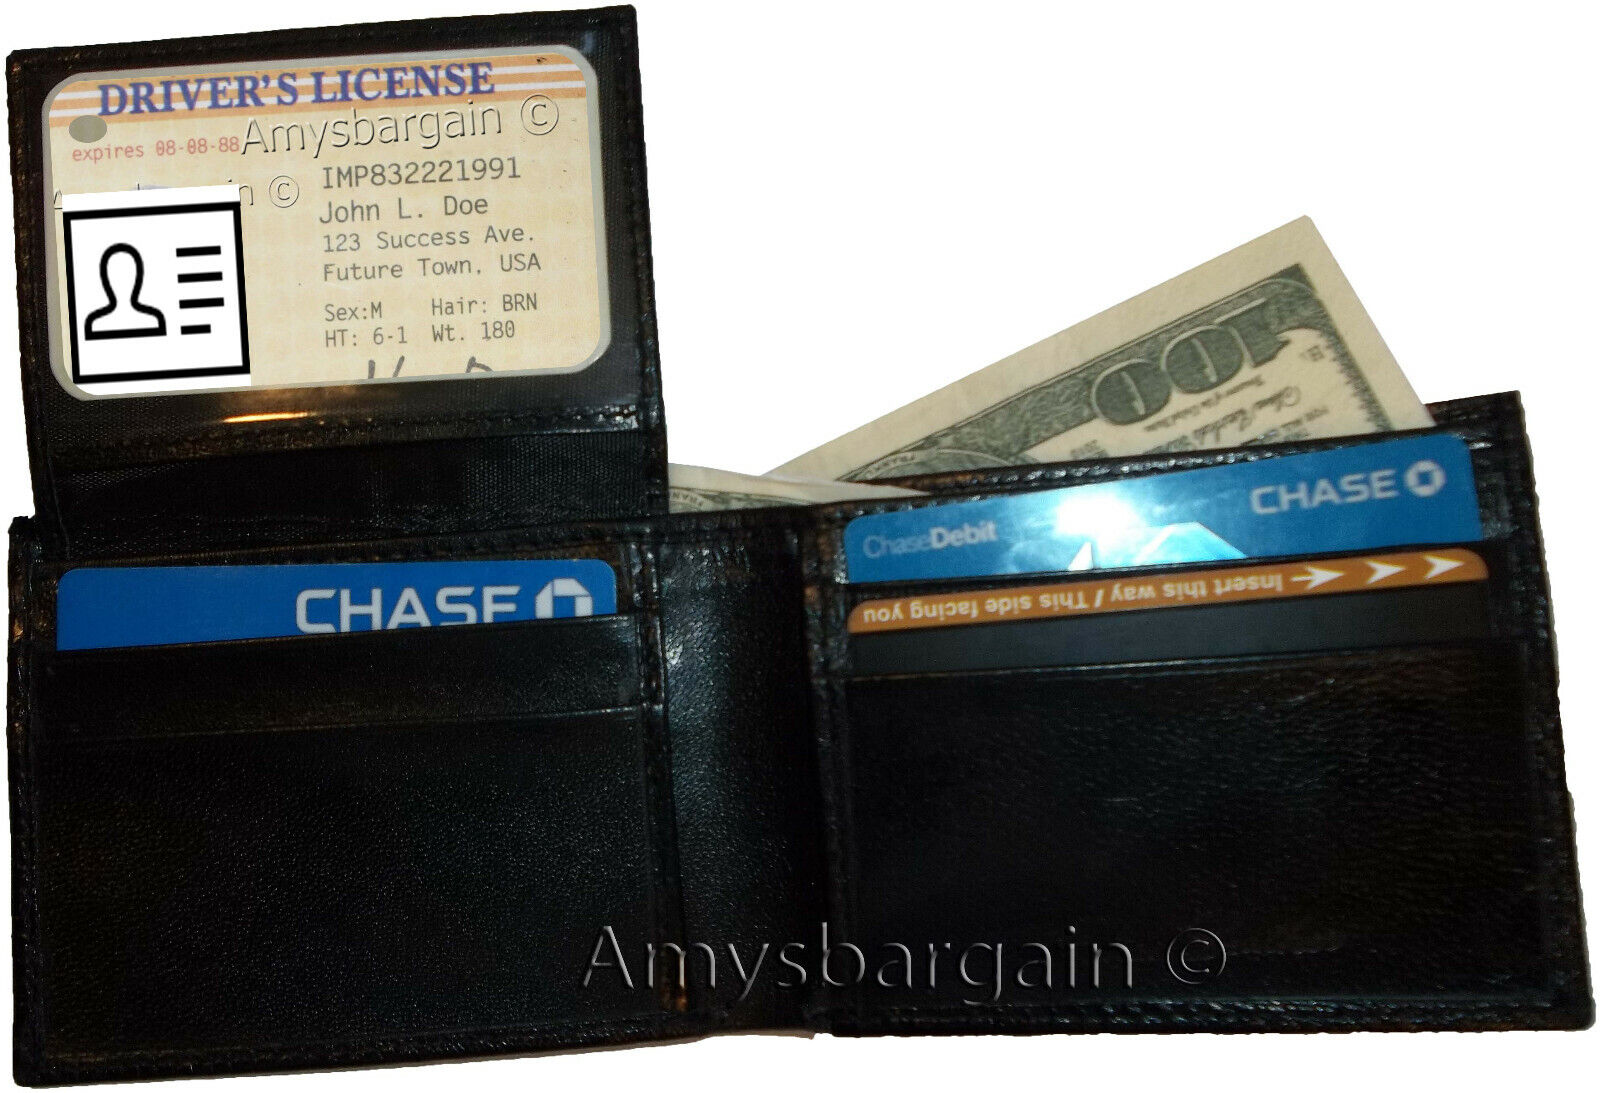 DRIVER'S LICENSE
expires 08-08-88
Amysbargain ©
n ©
IMP832221991
John L. Doe
123 Success Ave.
Future Town. USA
Sex:M Hair: BRN
HT: 6-1 Wt. 180
100
FRANKLIN
CHASE
ChaseDebit
CHASE
Insert this way / This side facing you
Amysbargain ©